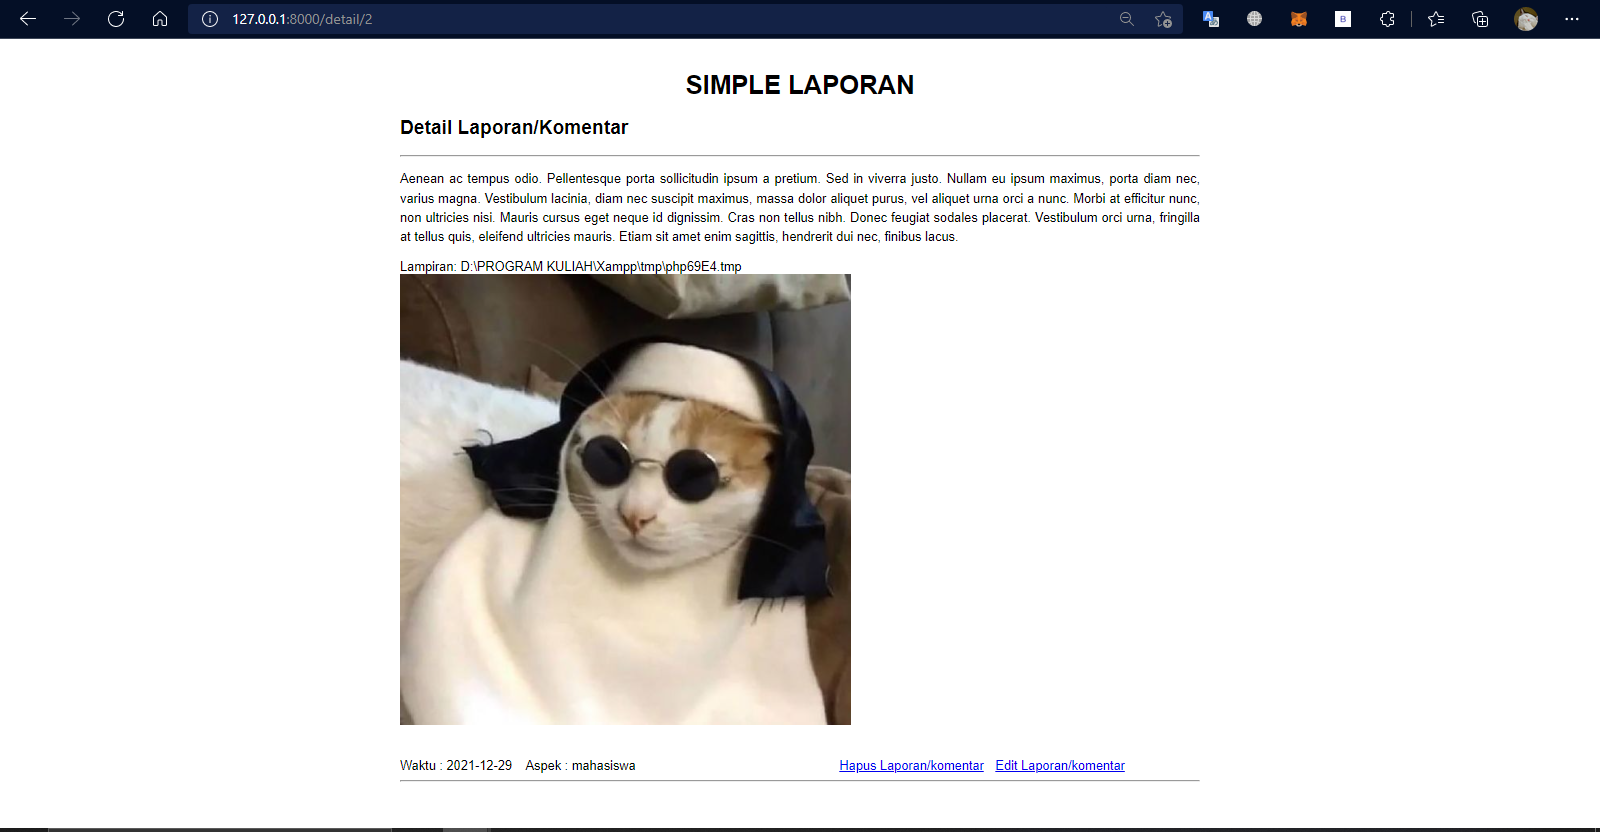 127.0.0.1:8000/detail/2
SIMPLE LAPORAN
Detail Laporan/Komentar
Aenean ac tempus odio. Pellentesque porta sollicitudin ipsum a pretium. Sed in viverra justo. Nullam eu ipsum maximus, porta diam nec,
varius magna. Vestibulum lacinia, diam nec suscipit maximus, massa dolor aliquet purus, vel aliquet urna orci a nunc. Morbi at efficitur nunc,
non ultricies nisi. Mauris cursus eget neque id dignissim. Cras non tellus nibh. Donec feugiat sodales placerat. Vestibulum orci urna, fringilla
at tellus quis, eleifend ultricies mauris. Etiam sit amet enim sagittis, hendrerit dui nec, finibus lacus.
Lampiran: D:\PROGRAM KULIAH\Xampp\tmp\php69E4.tmp
Waktu : 2021-12-29 Aspek : mahasiswa Hapus Laporan/komentar Edit Laporan/komentar